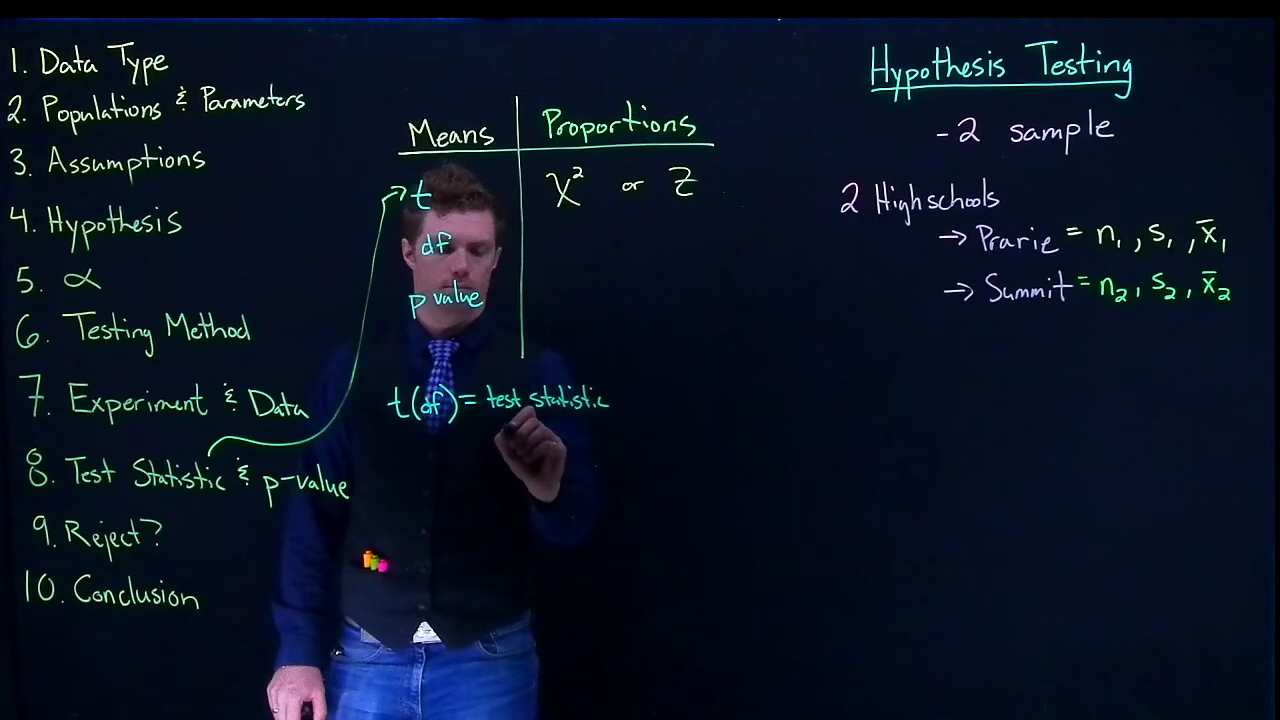 1. Data Type
2. Populations & Parameters
3. Assumptions
4. Hypothesis
5. α
6. Testing Method
7. Experiment & Data
8. Test Statistic & p-value
9. Reject?
10. Conclusion
Means Proportions
t χ² or Z
df
p value
t(df) = test statistic
Hypothesis Testing
- 2 sample
2 Highschools
→ Prarie = n₁, s₁, x̄₁
→ Summit = n₂, s₂, x̄₂